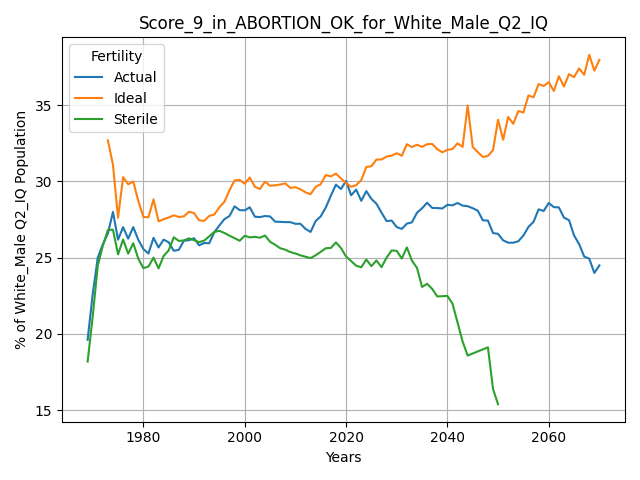 Score_9_in_ABORTION_OK_for_White_Male_Q2_IQ
Fertility
Actual
Ideal
Sterile
% of White_Male Q2_IQ Population
35
30
25
20
15
1980
2000
2020
2040
2060
Years